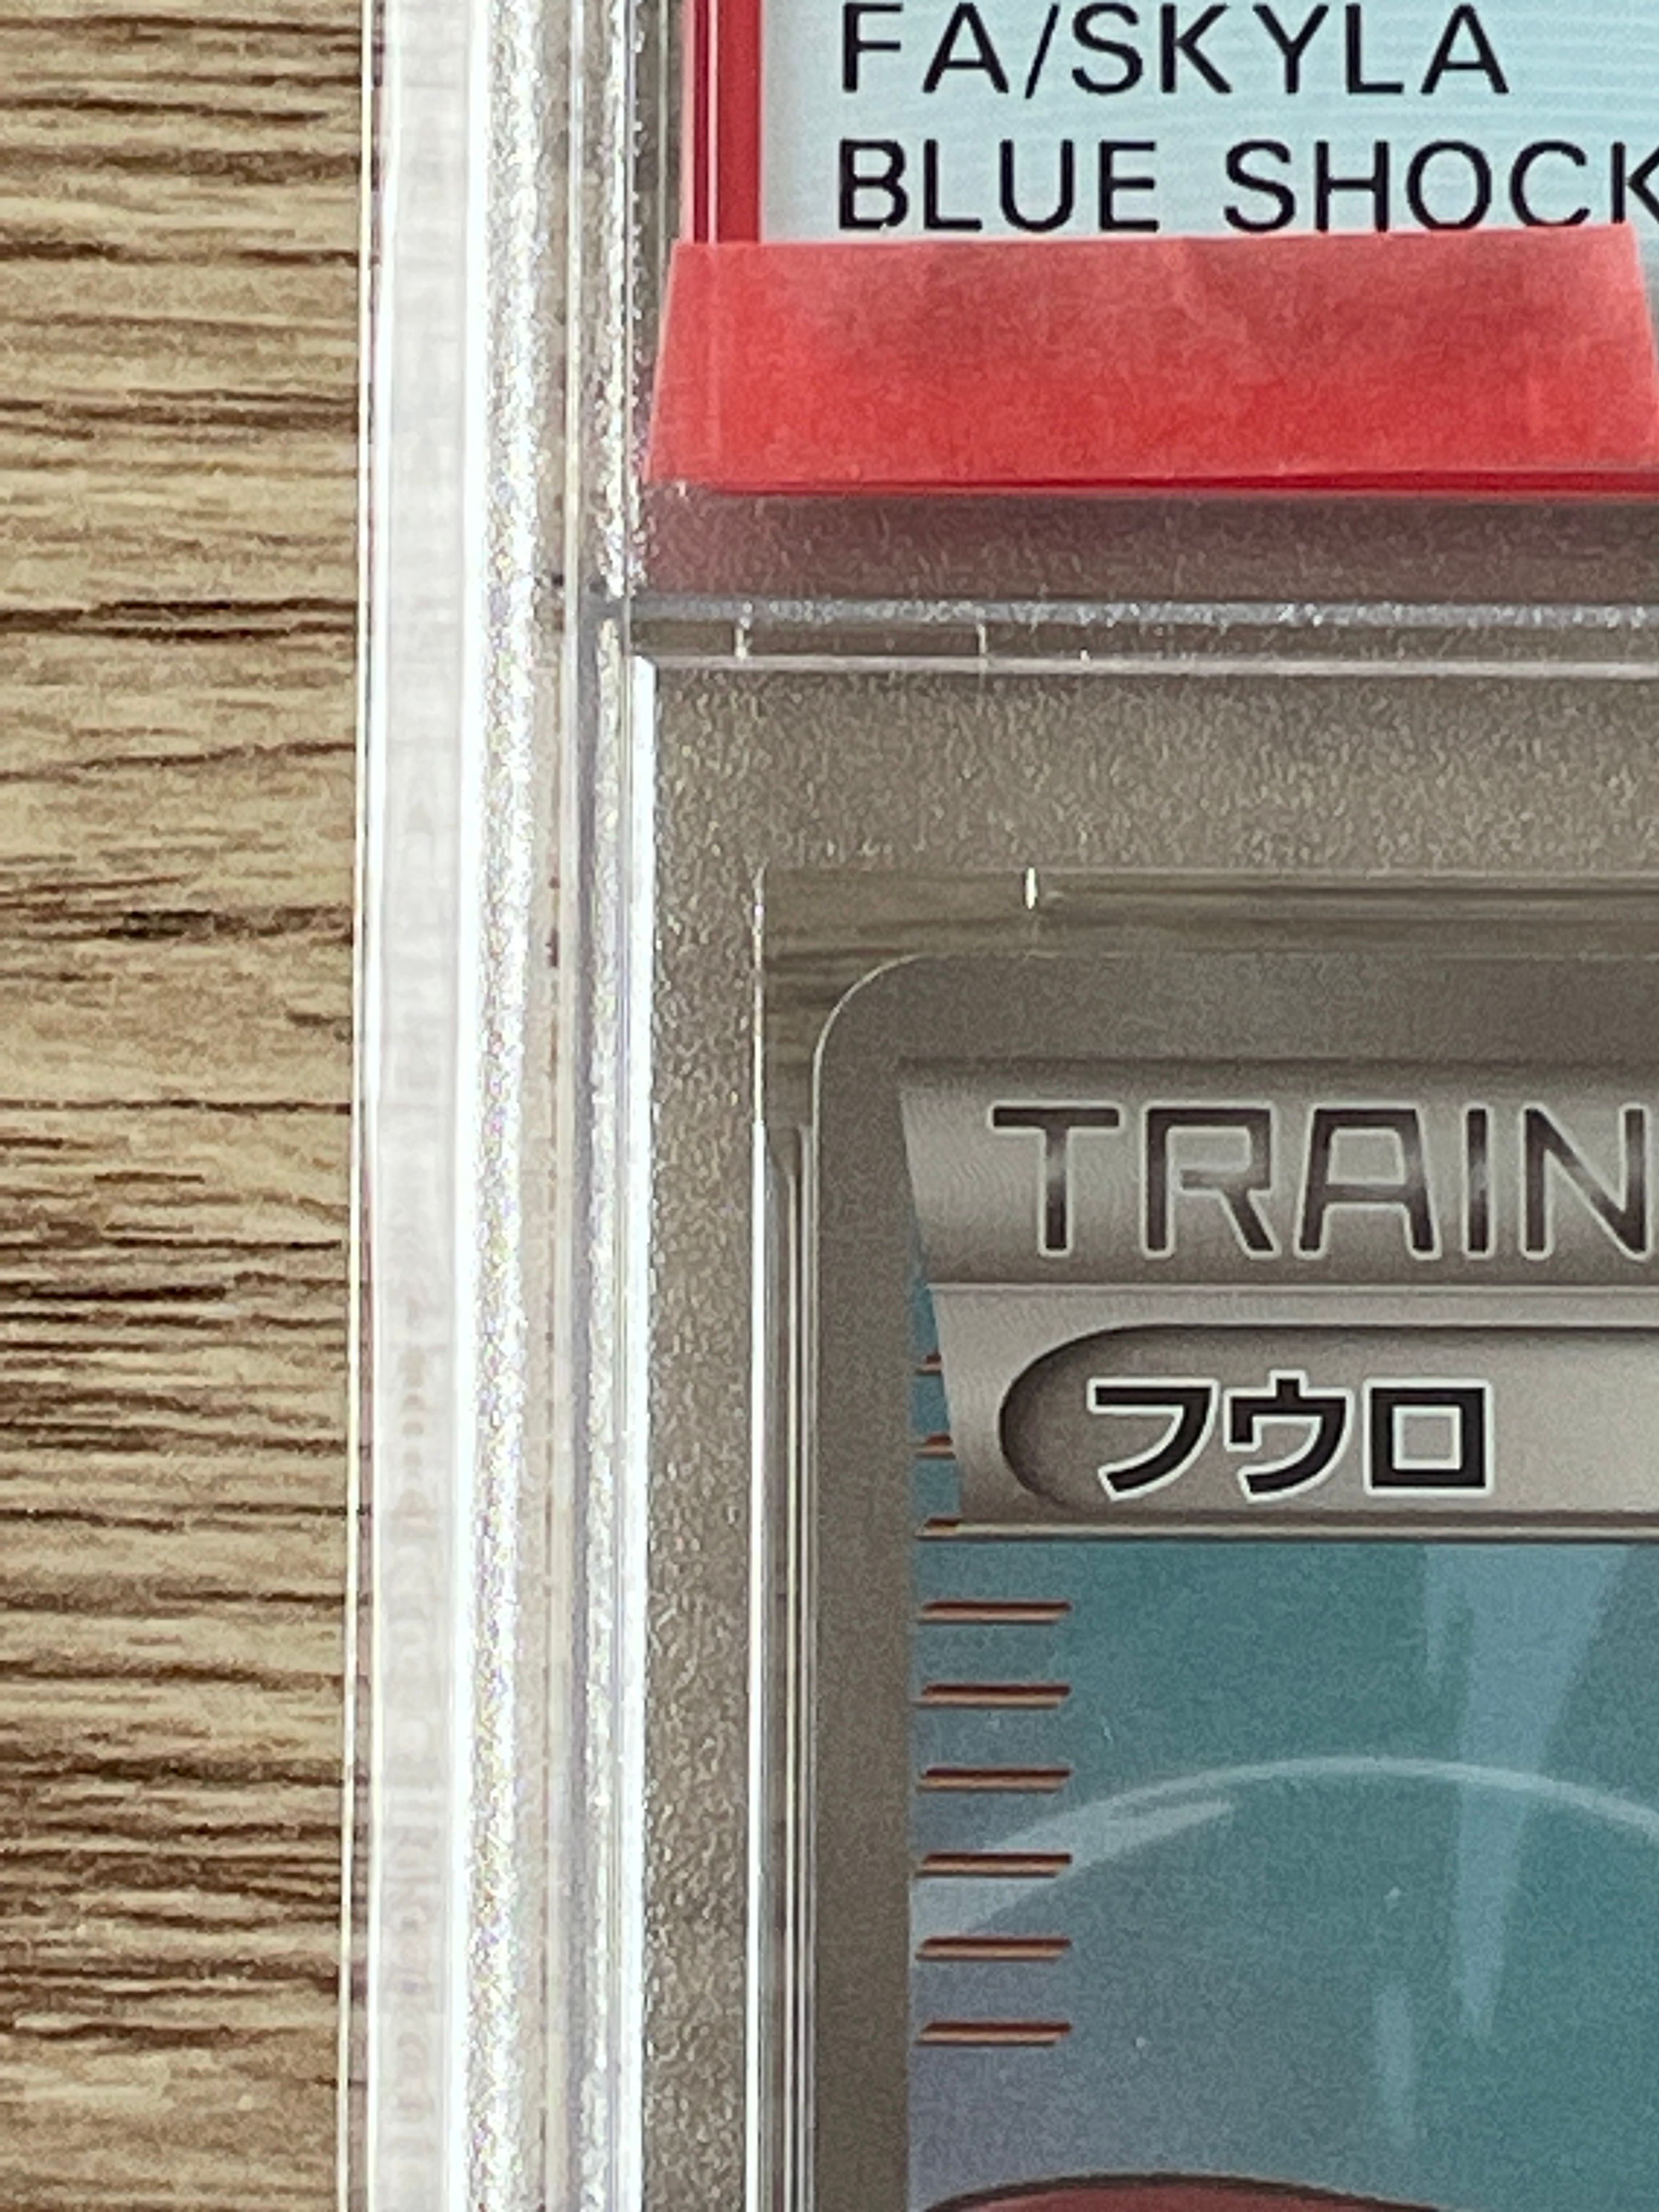 FA/SKYLA
BLUE SHOCK
TRAIN
フウロ